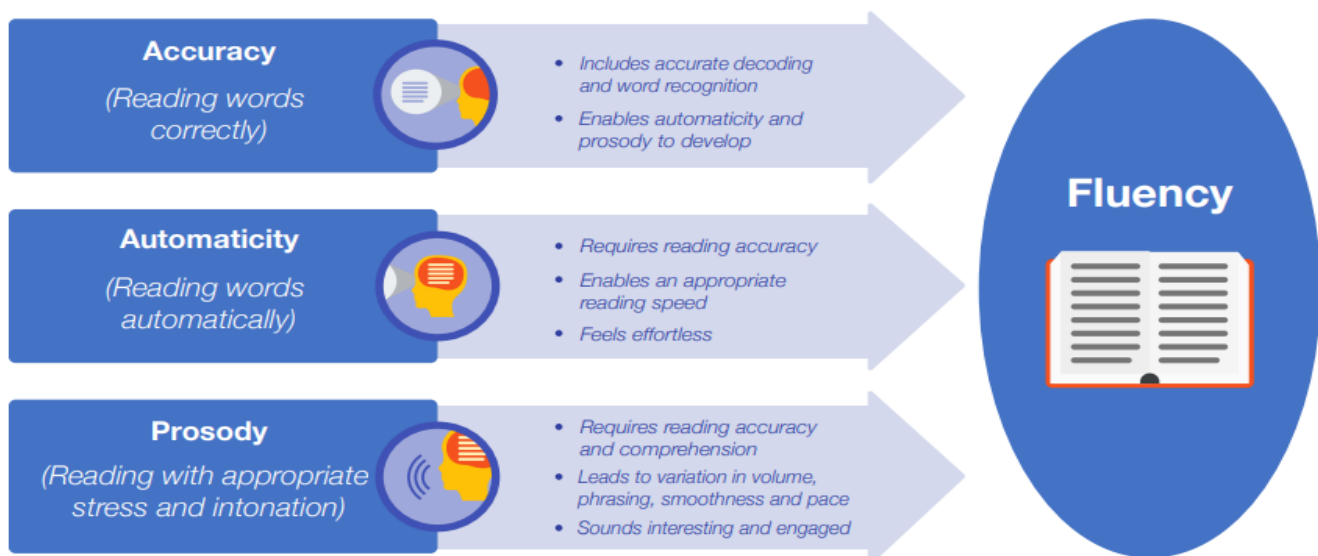 Accuracy
(Reading words
correctly)
• Includes accurate decoding
and word recognition
• Enables automaticity and
prosody to develop
Automaticity
(Reading words
automatically)
• Requires reading accuracy
• Enables an appropriate
reading speed
• Feels effortless
Prosody
(Reading with appropriate
stress and intonation)
• Requires reading accuracy
and comprehension
• Leads to variation in volume,
phrasing, smoothness and pace
• Sounds interesting and engaged
Fluency